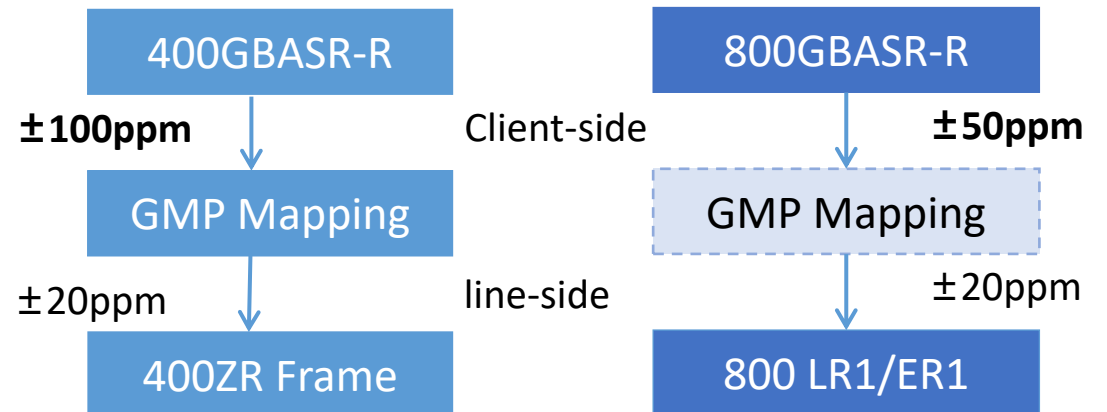 400GBASR-R
800GBASR-R
±100ppm
Client-side
±50ppm
GMP Mapping
GMP Mapping
±20ppm
line-side
±20ppm
400ZR Frame
800 LR1/ER1